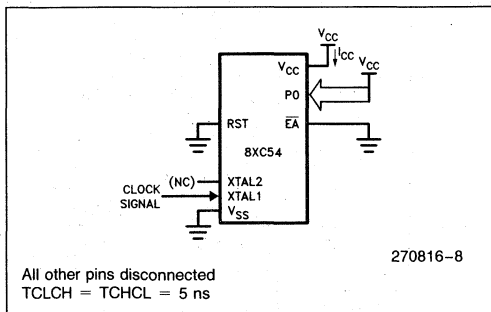 VCC
ICC
VCC
VCC
P0
RST
EA
8XC54
(NC)
XTAL2
CLOCK
SIGNAL
XTAL1
VSS
270816–8
All other pins disconnected
TCLCH = TCHCL = 5 ns